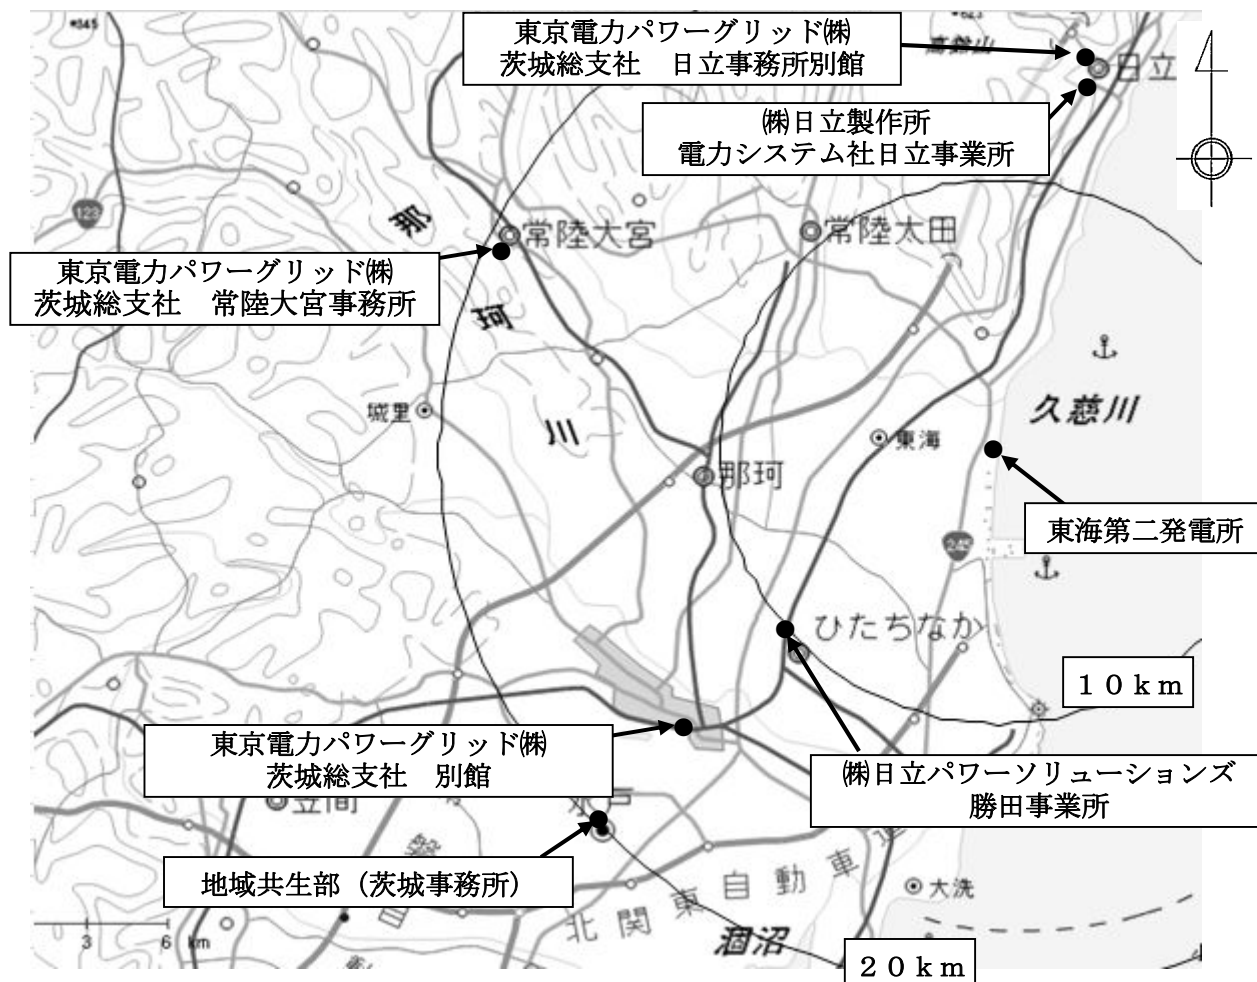 東京電力パワーグリッド㈱
茨城総支社　日立事務所別館
高鈴山
日立
㈱日立製作所
電力システム社日立事業所
123
那
常陸大宮
常陸太田
東京電力パワーグリッド㈱
茨城総支社　常陸大宮事務所
珂
城里
久慈川
川
東海
那珂
東海第二発電所
245
ひたちなか
10km
東京電力パワーグリッド㈱
茨城総支社　別館
㈱日立パワーソリューションズ
勝田事業所
笠間
水戸
地域共生部（茨城事務所）
大洗
北関東自動車道
3 6 km
涸沼
20km